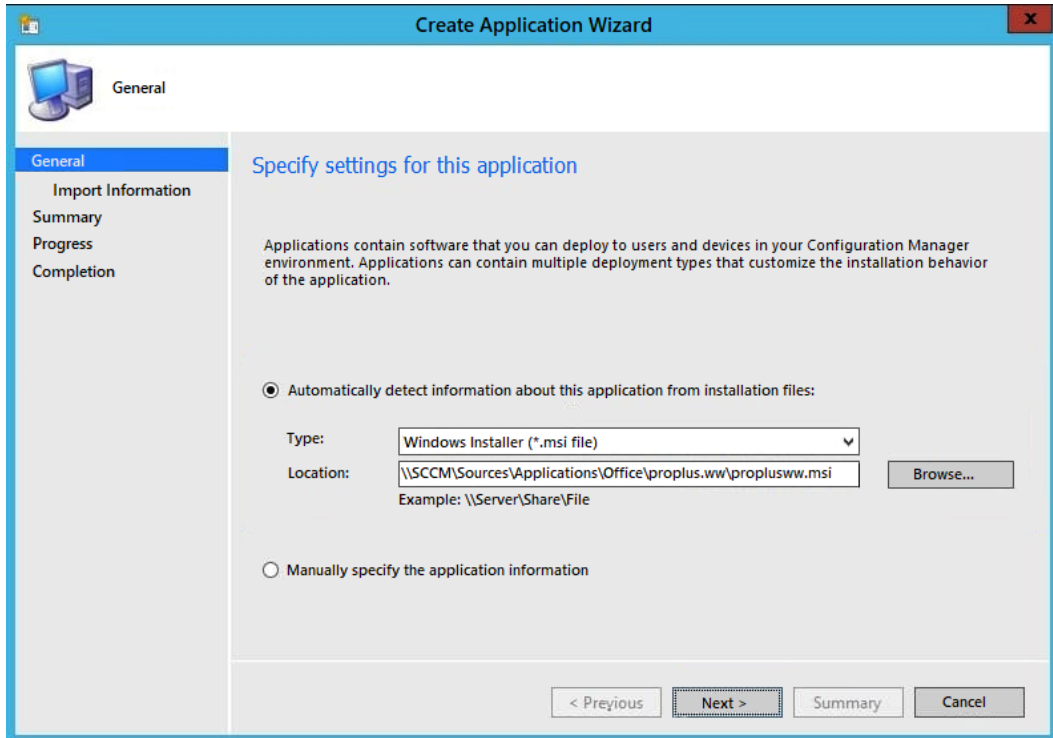 Create Application Wizard
x
General
General
Import Information
Summary
Progress
Completion
Specify settings for this application
Applications contain software that you can deploy to users and devices in your Configuration Manager
environment. Applications can contain multiple deployment types that customize the installation behavior
of the application.
Automatically detect information about this application from installation files:
Type: Windows Installer (*.msi file)
Location: \\SCCM\Sources\Applications\Office\proplus.ww\proplusww.msi Browse...
Example: \\Server\Share\File
Manually specify the application information
< Previous Next > Summary Cancel